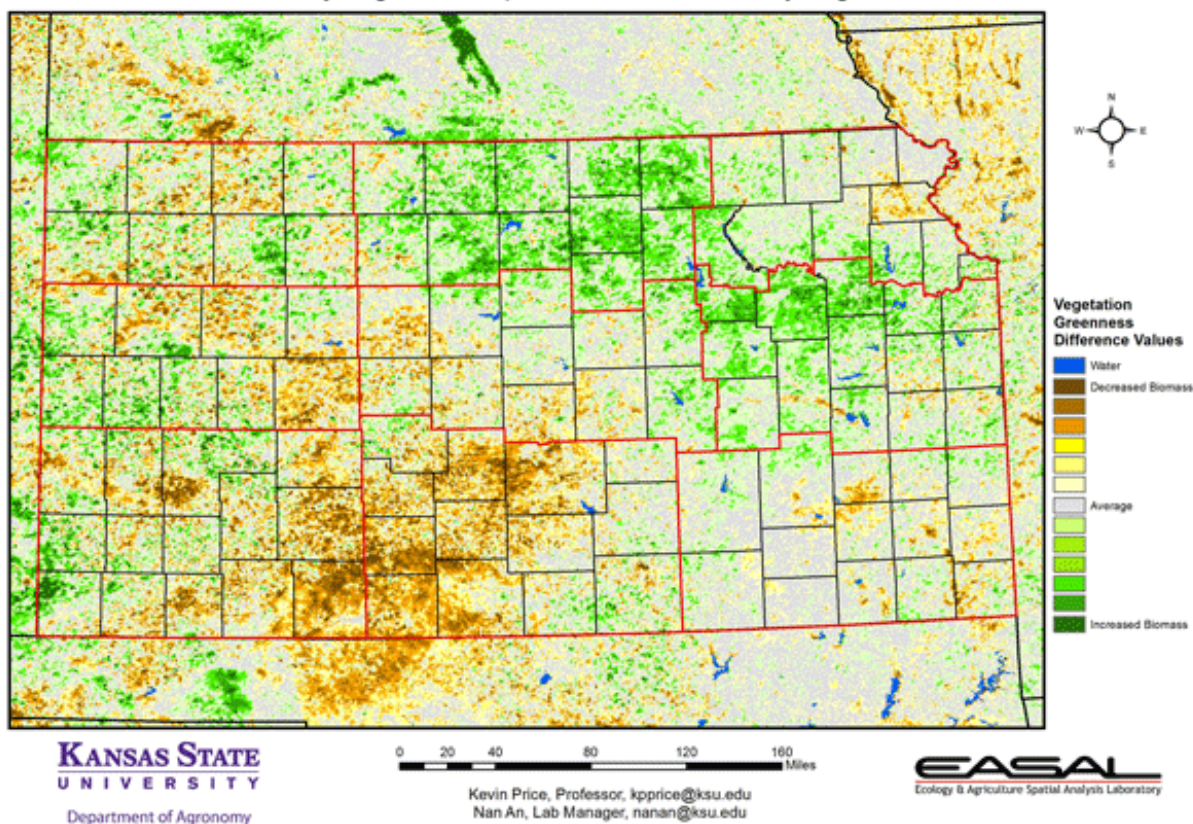 N
W
E
S
Vegetation
Greenness
Difference Values
Water
Decreased Biomass
Average
Increased Biomass
KANSAS STATE
UNIVERSITY
Department of Agronomy
0 20 40 80 120 160
Miles
Kevin Price, Professor, kpprice@ksu.edu
Nan An, Lab Manager, nanan@ksu.edu
EASAL
Ecology & Agriculture Spatial Analysis Laboratory